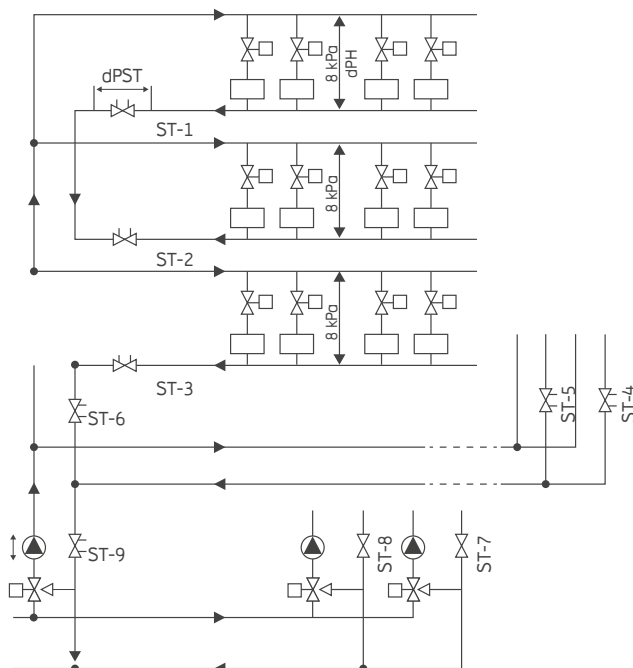 8 kPa
dPH
dPST
ST-1
8 kPa
ST-2
8 kPa
ST-3
ST-6
ST-5
ST-4
ST-9
ST-8
ST-7